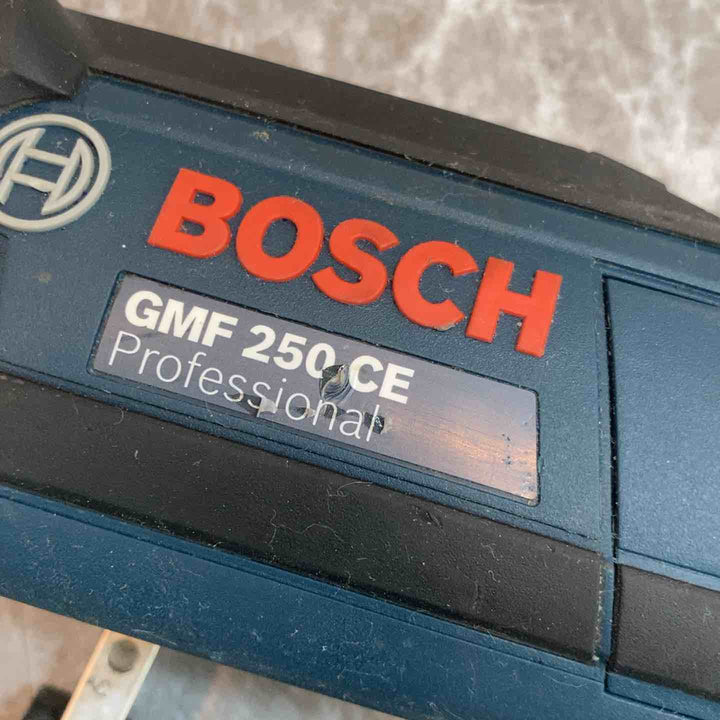 BOSCH
GMF 250 CE
Professional